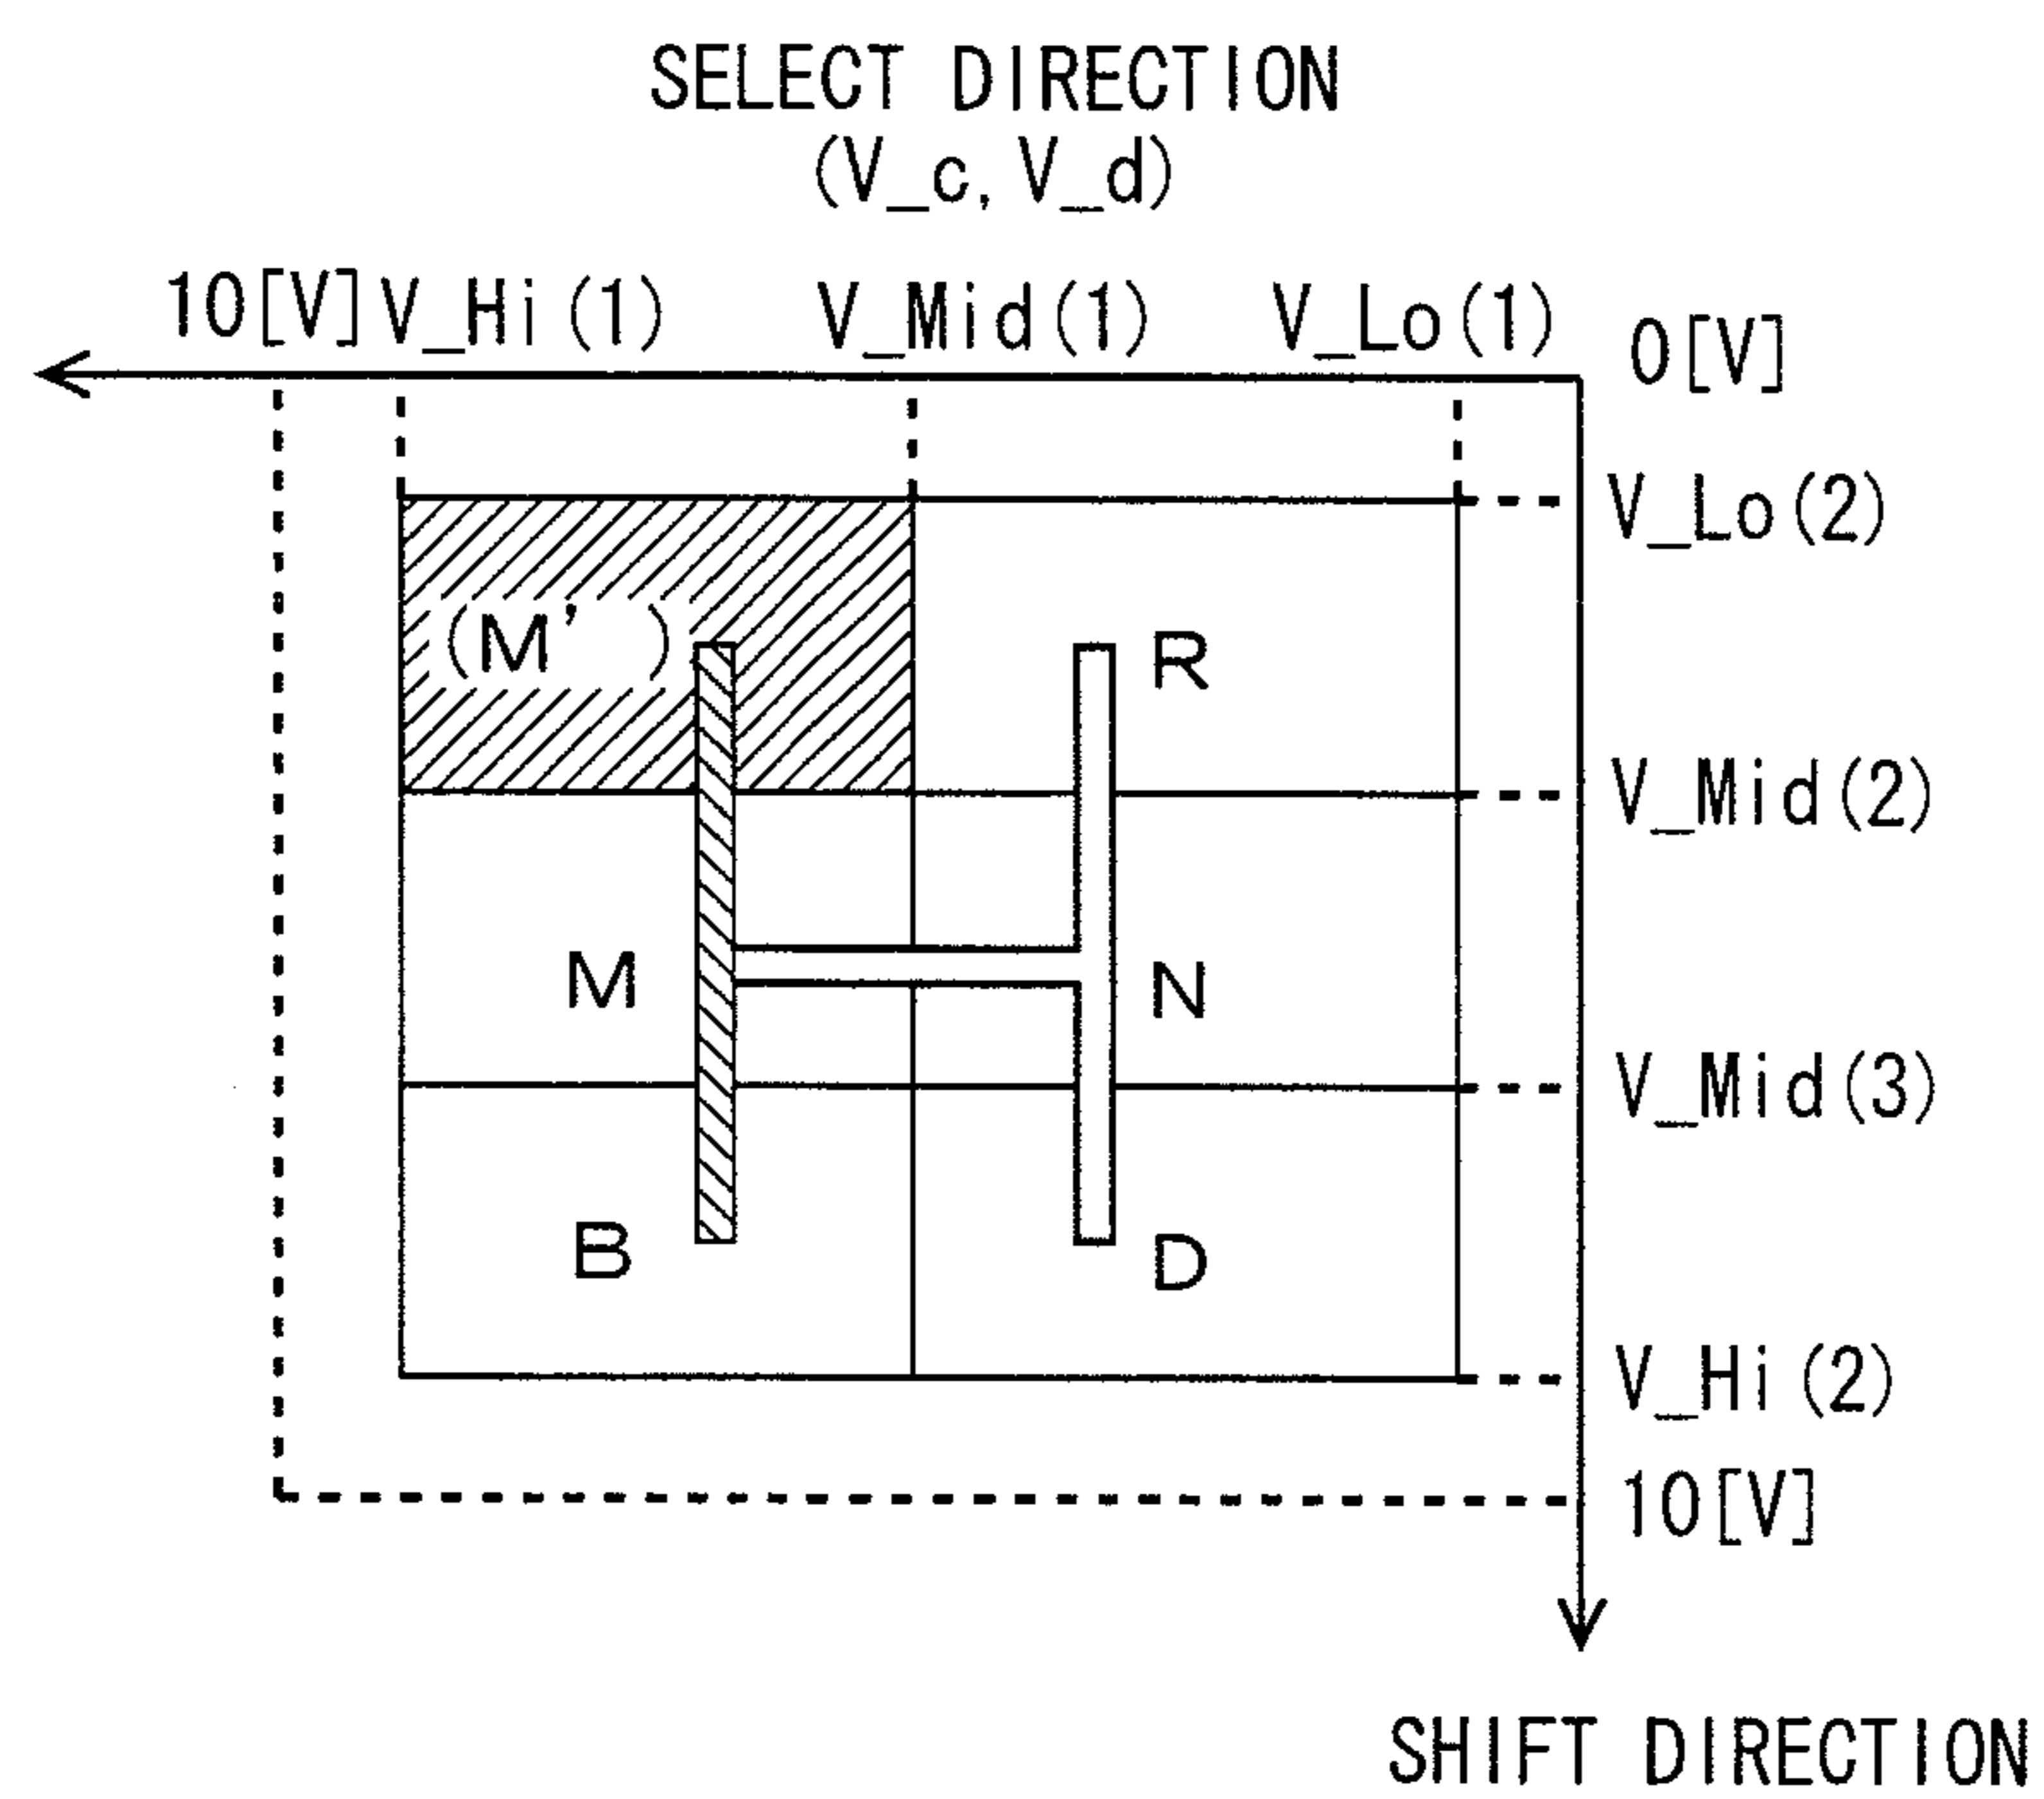 SELECT DIRECTION
(V_c, V_d)
10[V] V_Hi(1) V_Mid(1) V_Lo(1) 0[V]
V_Lo(2)
(M' ) R
V_Mid(2)
M N
V_Mid(3)
B D
V_Hi(2)
10[V]
SHIFT DIRECTION